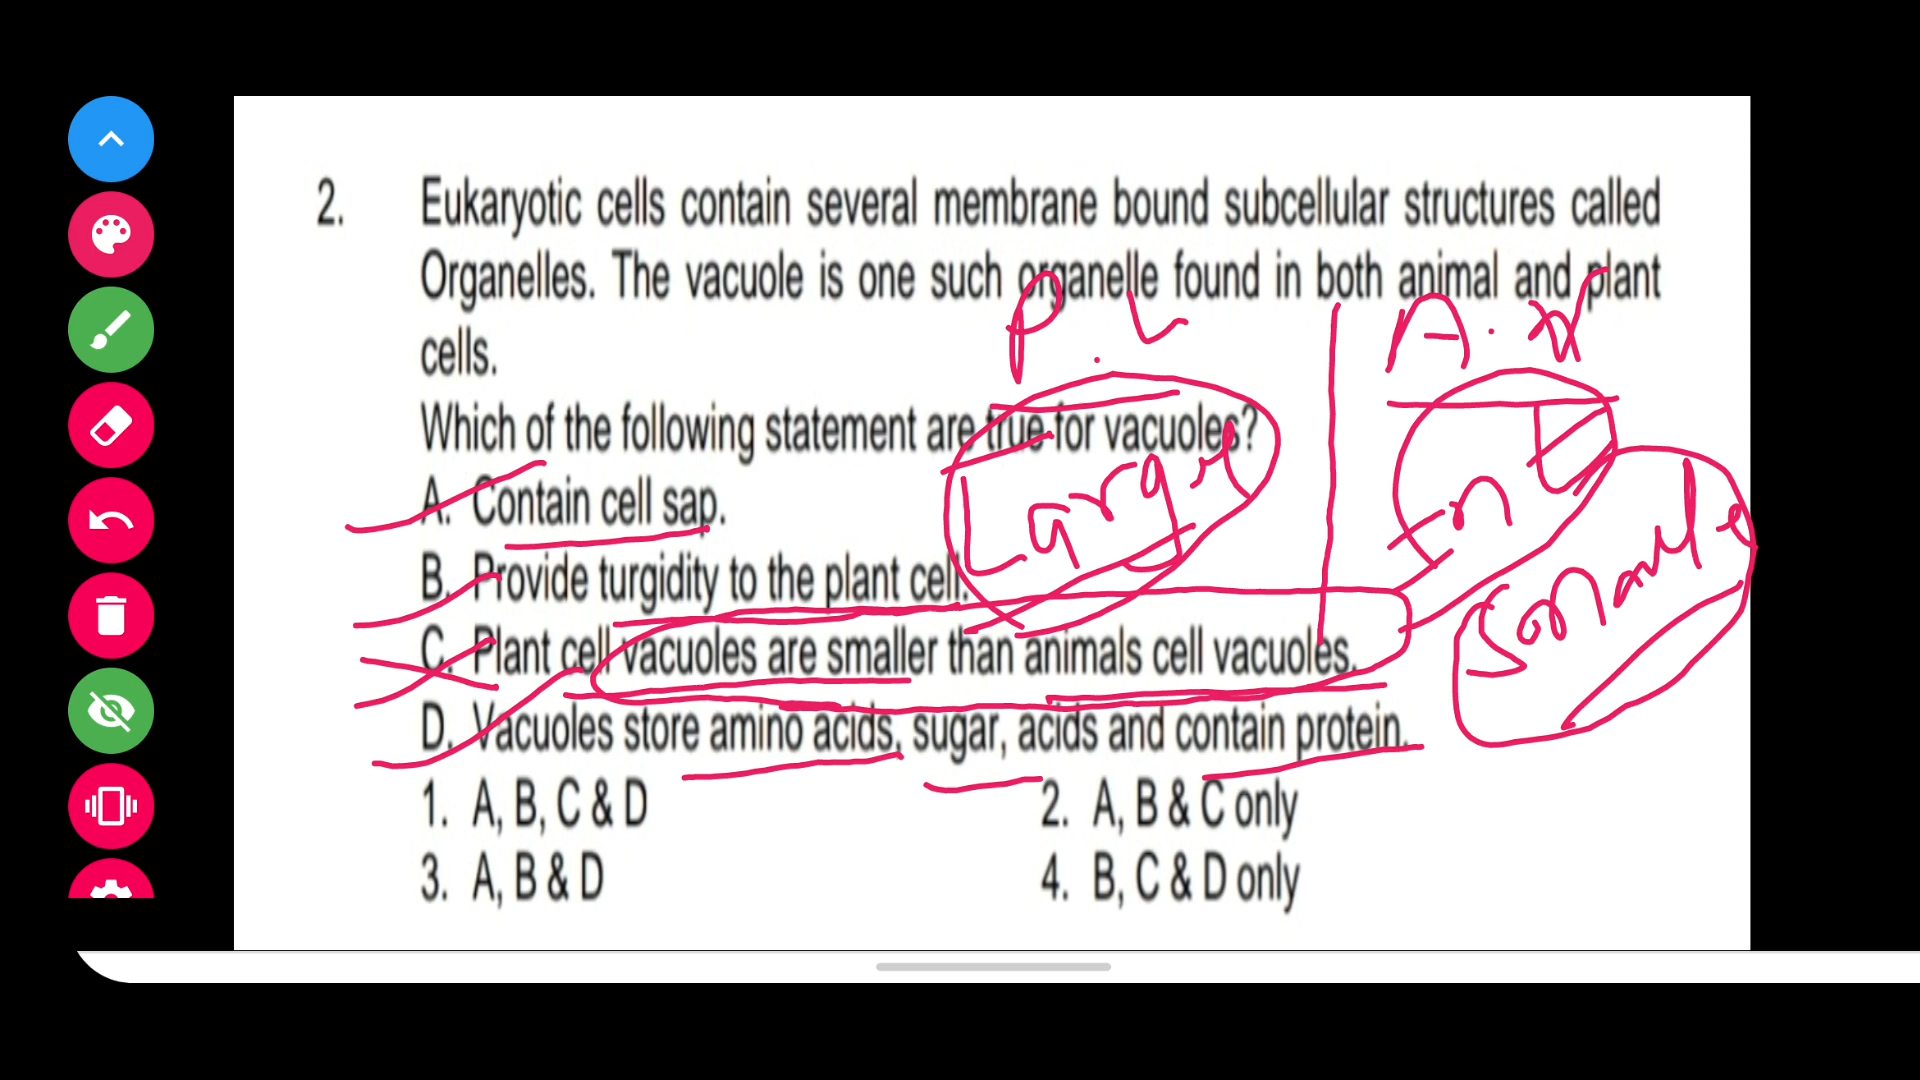 2. Eukaryotic cells contain several membrane bound subcellular structures called
Organelles. The vacuole is one such organelle found in both animal and plant
cells.
P. A.
Which of the following statement are true for vacuoles?
Large
Small
A. Contain cell sap.
B. Provide turgidity to the plant cell.
C. Plant cell vacuoles are smaller than animals cell vacuoles.
D. Vacuoles store amino acids, sugar, acids and contain protein.
1. A, B, C & D 2. A, B & C only
3. A, B & D 4. B, C & D only